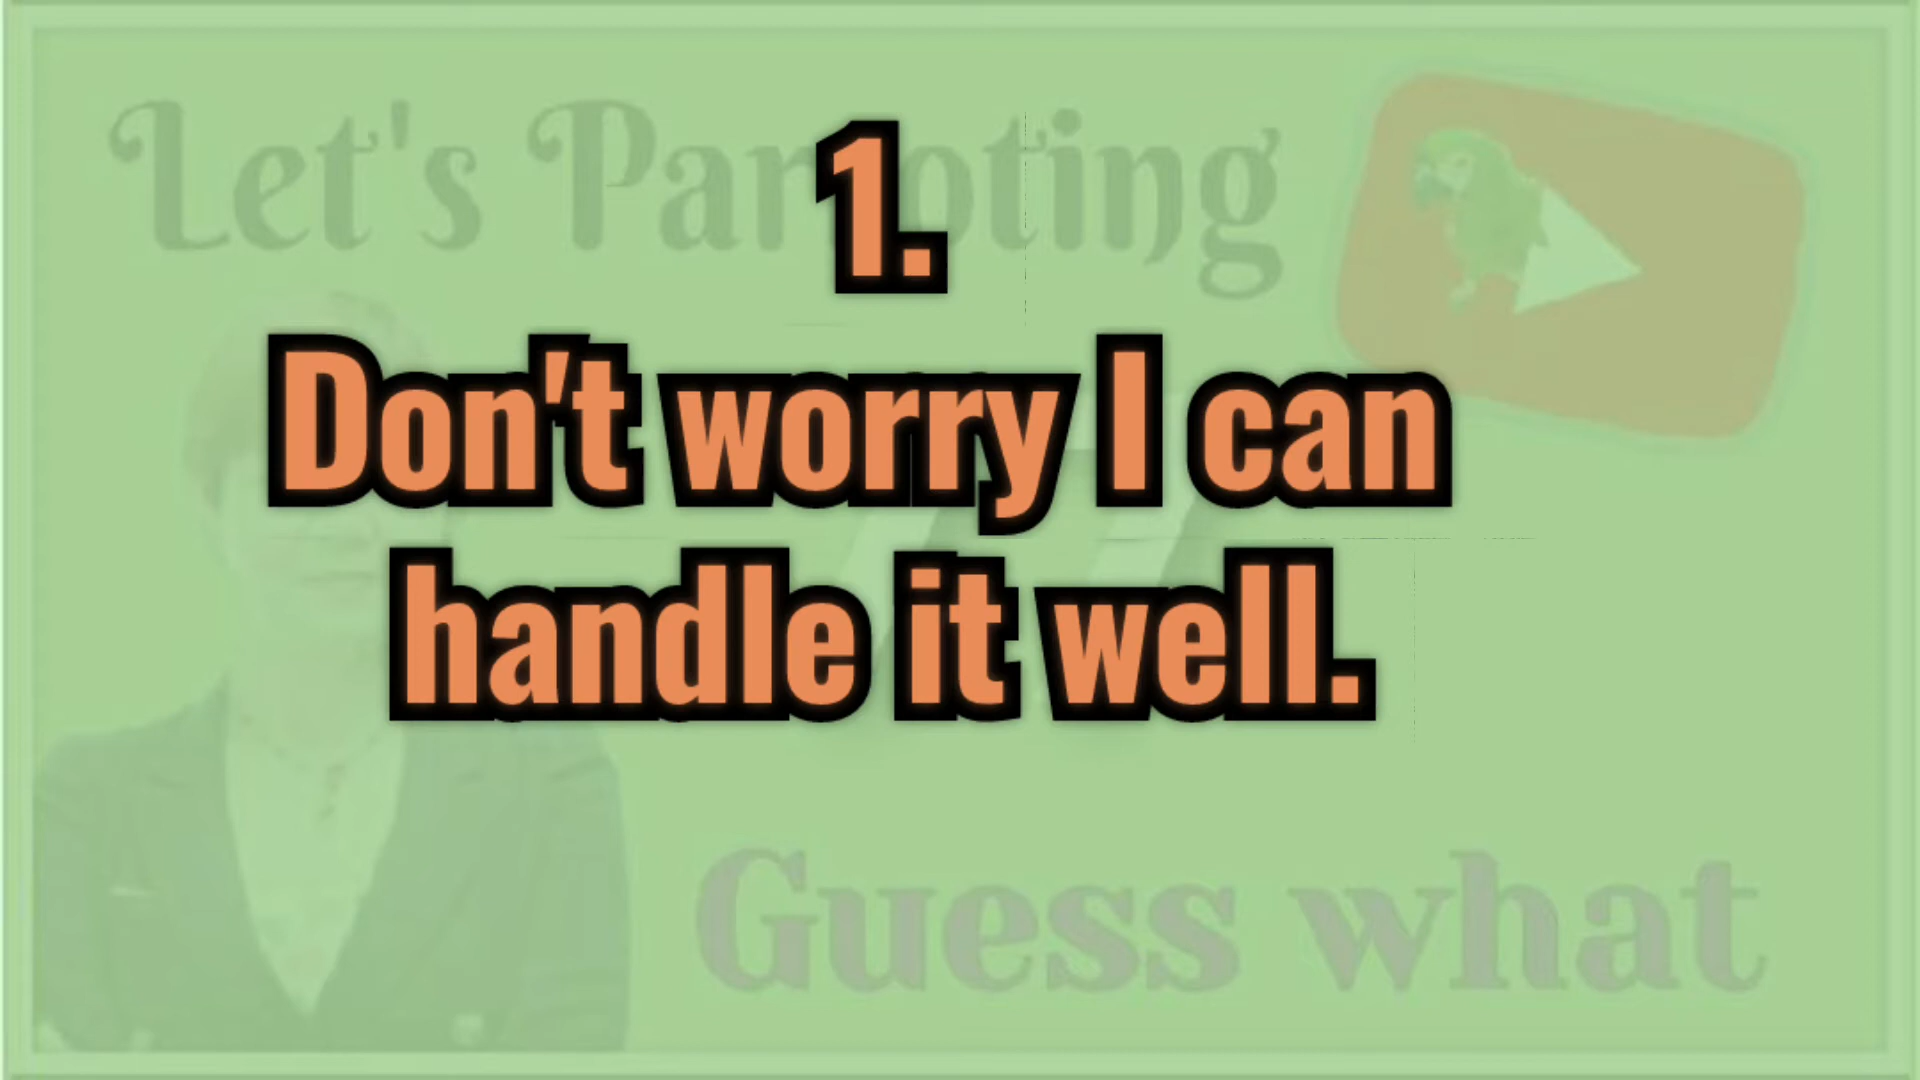 Let's Parroting
1.
Don't worry I can
handle it well.
Guess what